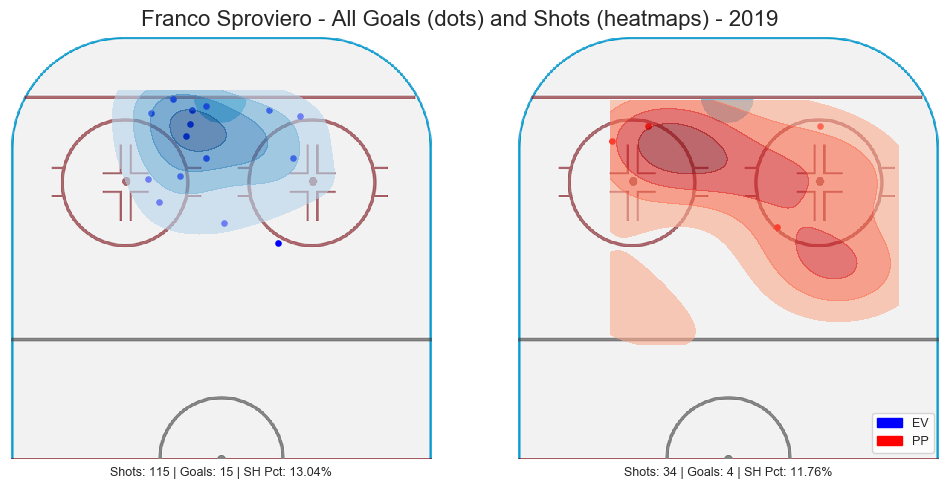 Franco Sproviero - All Goals (dots) and Shots (heatmaps) - 2019
EV
PP
Shots: 115 | Goals: 15 | SH Pct: 13.04%
Shots: 34 | Goals: 4 | SH Pct: 11.76%